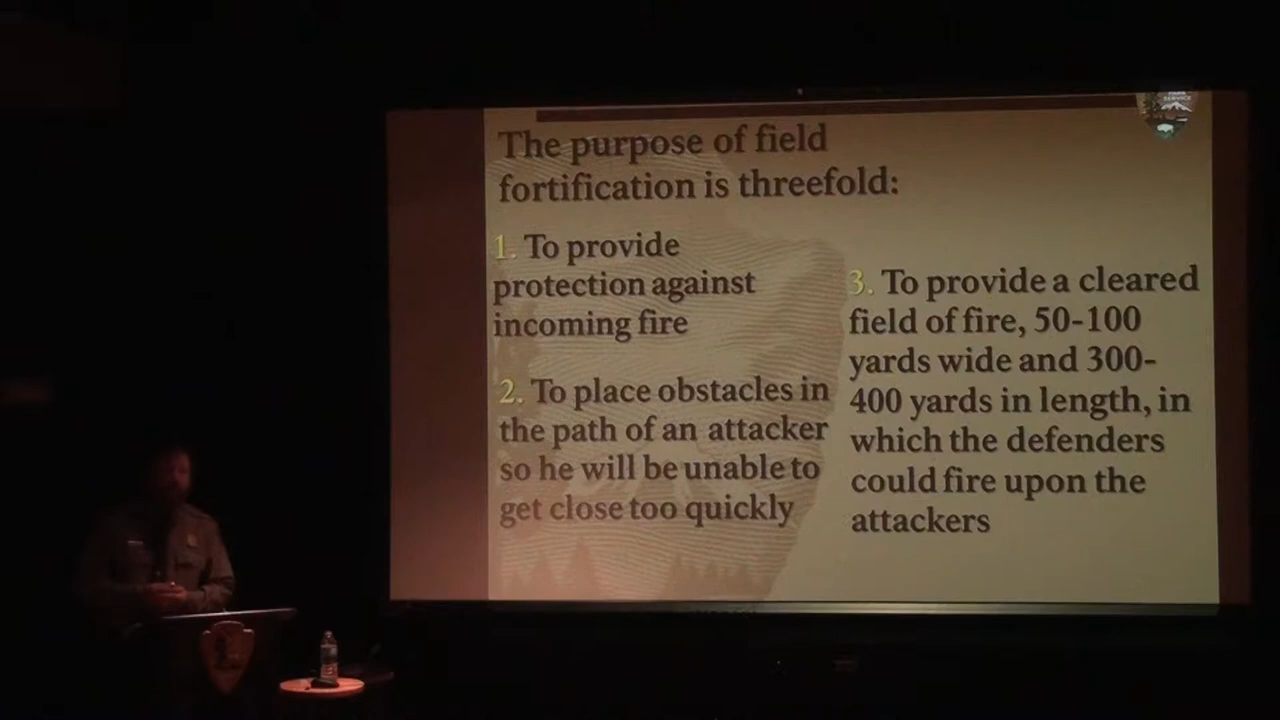 PARK
SERVICE
The purpose of field
fortification is threefold:
1. To provide
protection against
incoming fire
2. To place obstacles in
the path of an attacker
so he will be unable to
get close too quickly
3. To provide a cleared
field of fire, 50-100
yards wide and 300-
400 yards in length, in
which the defenders
could fire upon the
attackers